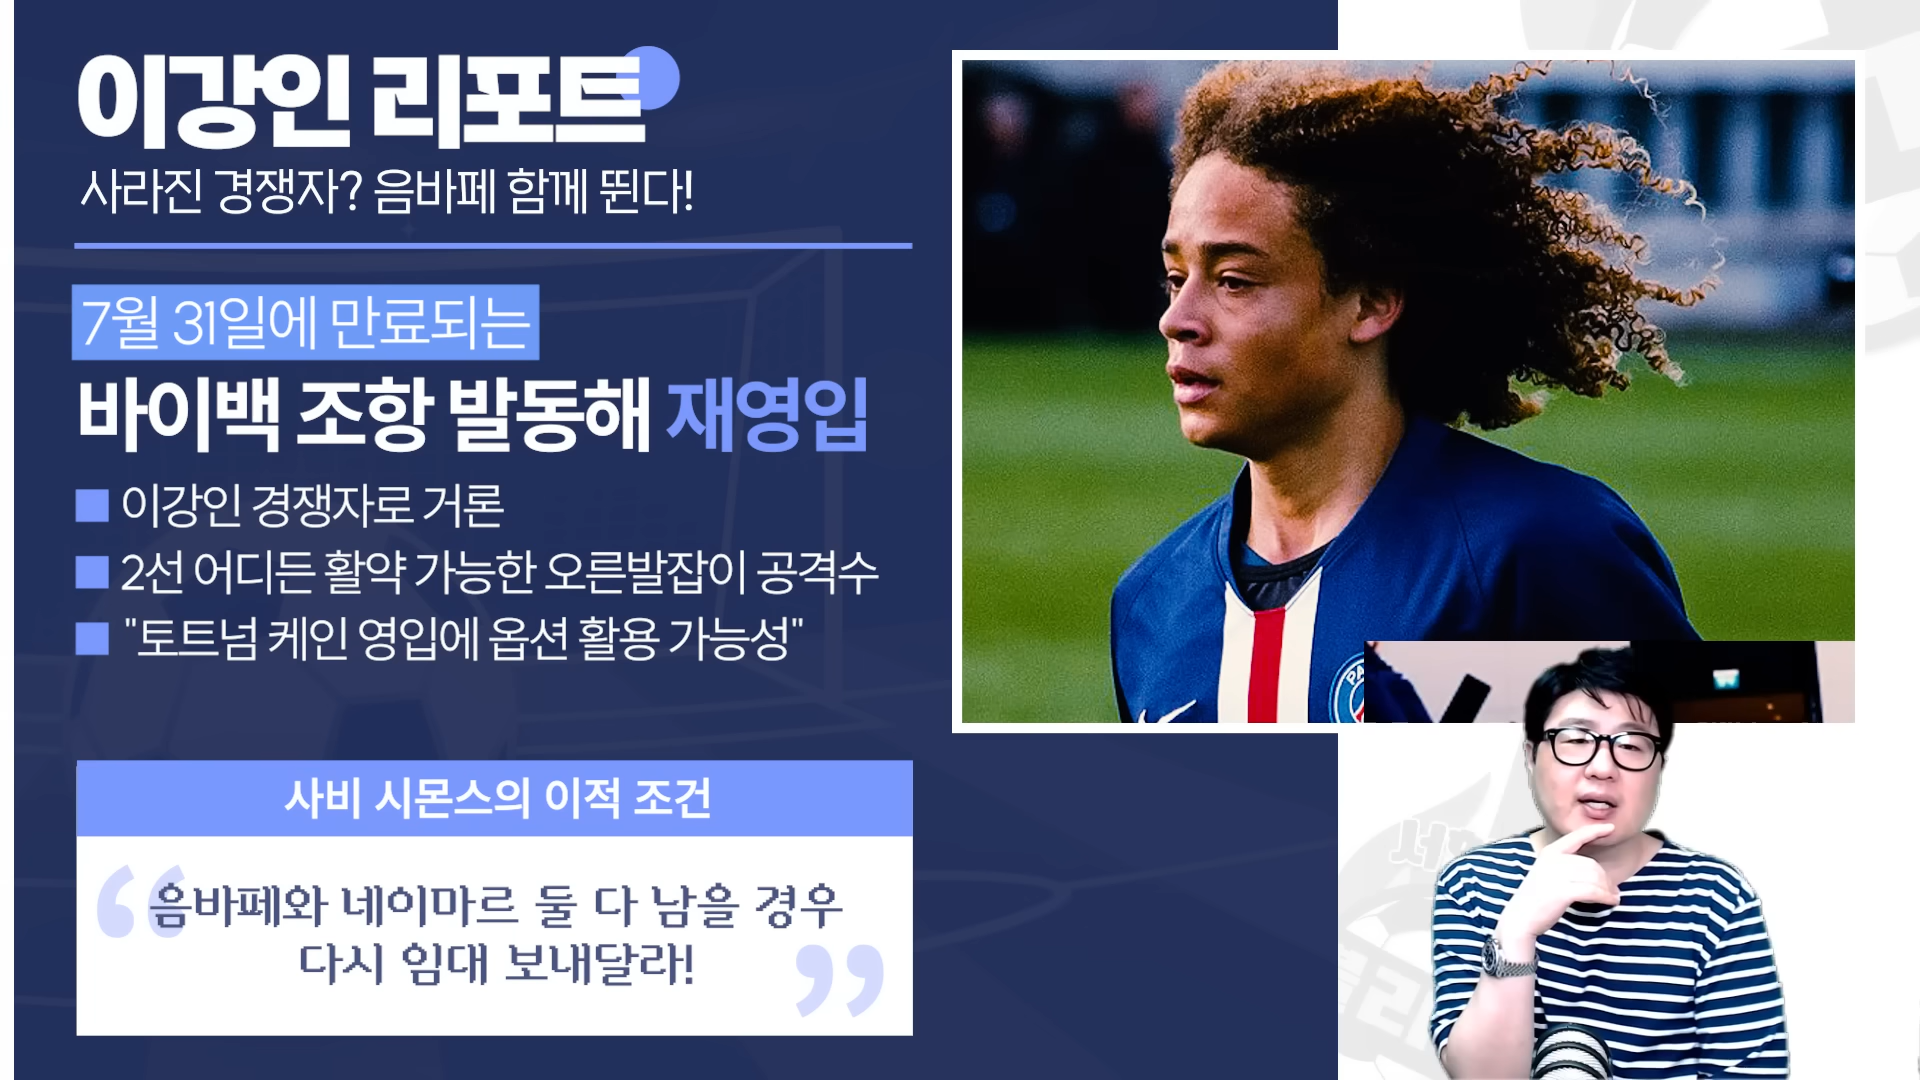 이강인 리포트
사라진 경쟁자? 음바페 함께 뛴다!
7월 31일에 만료되는
바이백 조항 발동해 재영입
이강인 경쟁자로 거론
2선 어디든 활약 가능한 오른발잡이 공격수
"토트넘 케인 영입에 옵션 활용 가능성"
사비 시몬스의 이적 조건
“음바페와 네이마르 둘 다 남을 경우
다시 임대 보내달라!”
PA